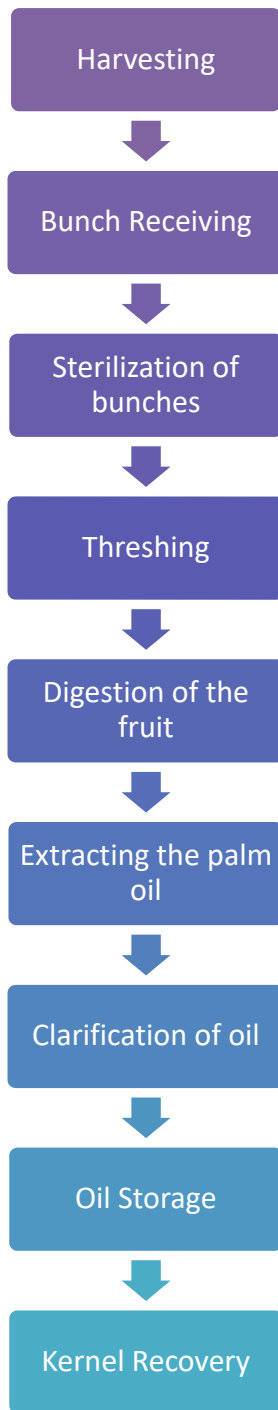 Harvesting
Bunch Receiving
Sterilization of
bunches
Threshing
Digestion of the
fruit
Extracting the palm
oil
Clarification of oil
Oil Storage
Kernel Recovery